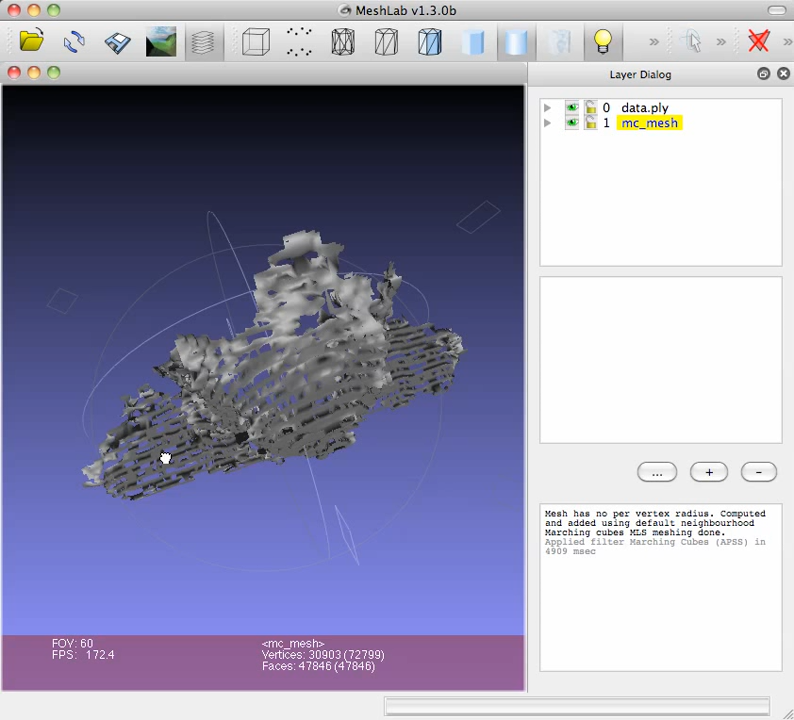 MeshLab v1.3.0b
Layer Dialog
0 data.ply
1 mc_mesh
...
+
-
Mesh has no per vertex radius. Computed
and added using default neighbourhood
Marching cubes MLS meshing done.
Applied filter Marching Cubes (APSS) in
4909 msec
FOV: 60
FPS: 172.4
<mc_mesh>
Vertices: 30903 (72799)
Faces: 47846 (47846)